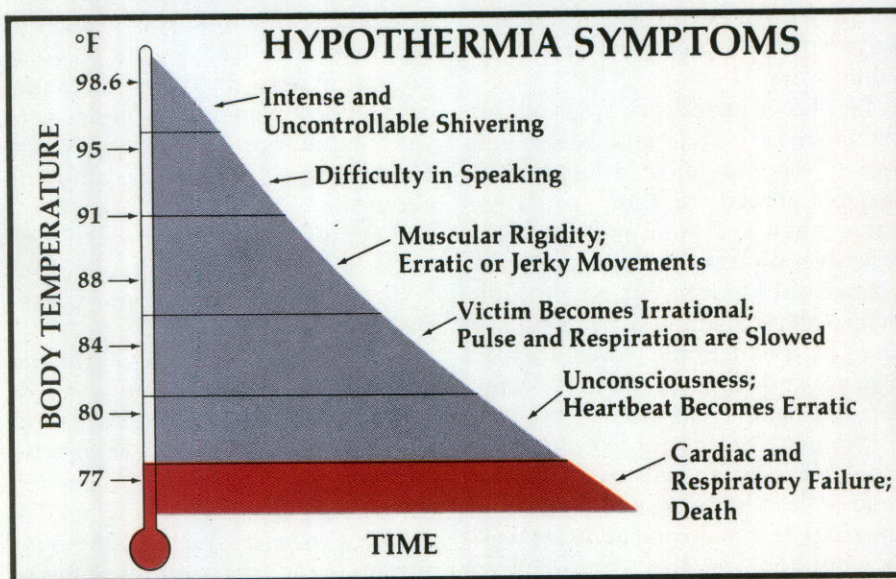 °F
HYPOTHERMIA SYMPTOMS
98.6
Intense and
Uncontrollable Shivering
95
Difficulty in Speaking
91
Muscular Rigidity;
Erratic or Jerky Movements
88
Victim Becomes Irrational;
Pulse and Respiration are Slowed
84
Unconsciousness;
Heartbeat Becomes Erratic
80
Cardiac and
Respiratory Failure;
Death
77
BODY TEMPERATURE
TIME